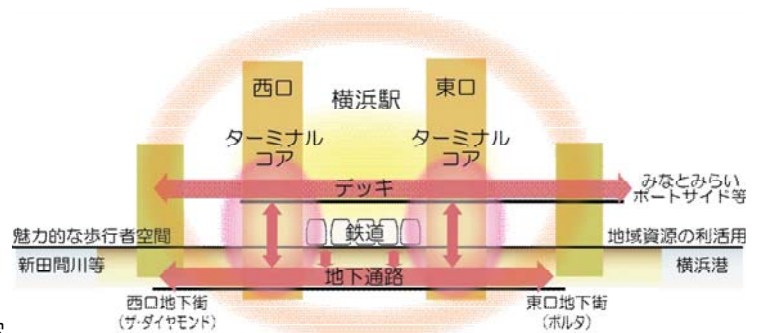 西口
横浜駅
東口
ターミナル
コア
ターミナル
コア
デッキ
みなとみらい
ポートサイド等
魅力的な歩行者空間
鉄道
地域資源の利活用
新田間川等
地下通路
横浜港
西口地下街
(ザ・ダイヤモンド)
東口地下街
(ポルタ)